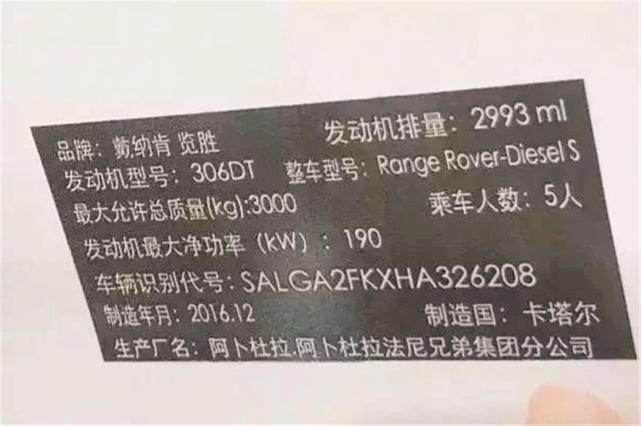 品牌：戴纳肯 览胜 发动机排量：2993 ml
发动机型号：306DT 整车型号：Range Rover-Diesel S
最大允许总质量(kg):3000 乘车人数：5人
发动机最大净功率（kW）：190
车辆识别代号：SALGA2FKXHA326208
制造年月：2016.12 制造国：卡塔尔
生产厂名：阿卜杜拉.阿卜杜拉法尼兄弟集团分公司